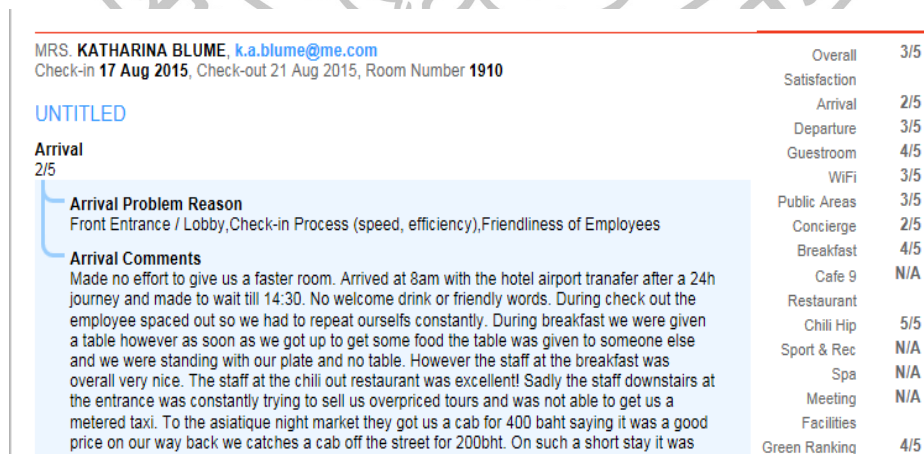 MRS. KATHARINA BLUME, k.a.blume@me.com
Check-in 17 Aug 2015, Check-out 21 Aug 2015, Room Number 1910
UNTITLED
Arrival
2/5
Arrival Problem Reason
Front Entrance / Lobby,Check-in Process (speed, efficiency),Friendliness of Employees
Arrival Comments
Made no effort to give us a faster room. Arrived at 8am with the hotel airport tranafer after a 24h
journey and made to wait till 14:30. No welcome drink or friendly words. During check out the
employee spaced out so we had to repeat ourselfs constantly. During breakfast we were given
a table however as soon as we got up to get some food the table was given to someone else
and we were standing with our plate and no table. However the staff at the breakfast was
overall very nice. The staff at the chili out restaurant was excellent! Sadly the staff downstairs at
the entrance was constantly trying to sell us overpriced tours and was not able to get us a
metered taxi. To the asiatique night market they got us a cab for 400 baht saying it was a good
price on our way back we catches a cab off the street for 200bht. On such a short stay it was
Overall 3/5
Satisfaction
Arrival 2/5
Departure 3/5
Guestroom 4/5
WiFi 3/5
Public Areas 3/5
Concierge 2/5
Breakfast 4/5
Cafe 9 N/A
Restaurant
Chili Hip 5/5
Sport & Rec N/A
Spa N/A
Meeting N/A
Facilities
Green Ranking 4/5